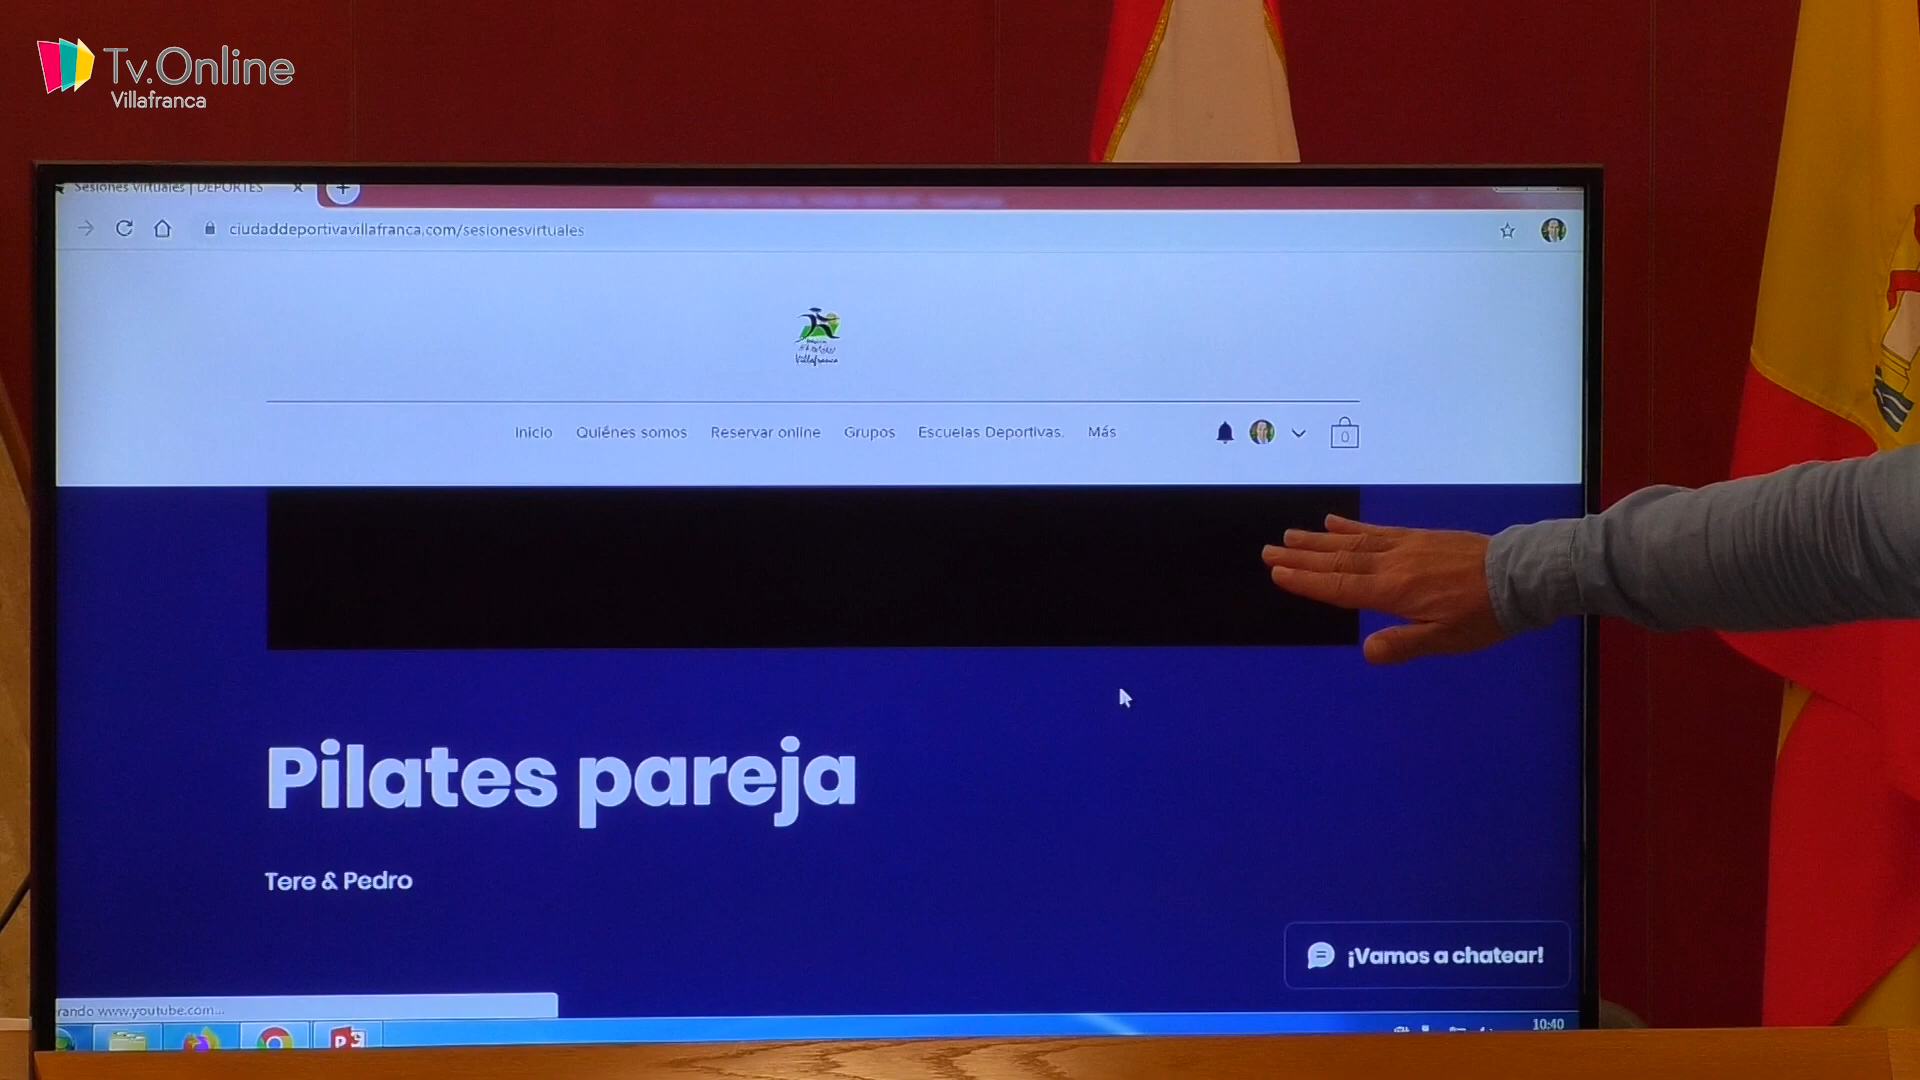 Tv.Online
Villafranca
Sesiones Virtuales | DEPORTES
ciudaddeportivavillafranca.com/sesionesvirtuales
Villafranca
Inicio Quiénes somos Reservar online Grupos Escuelas Deportivas. Más
0
Pilates pareja
Tere & Pedro
¡Vamos a chatear!
rando www.youtube.com...
10:40